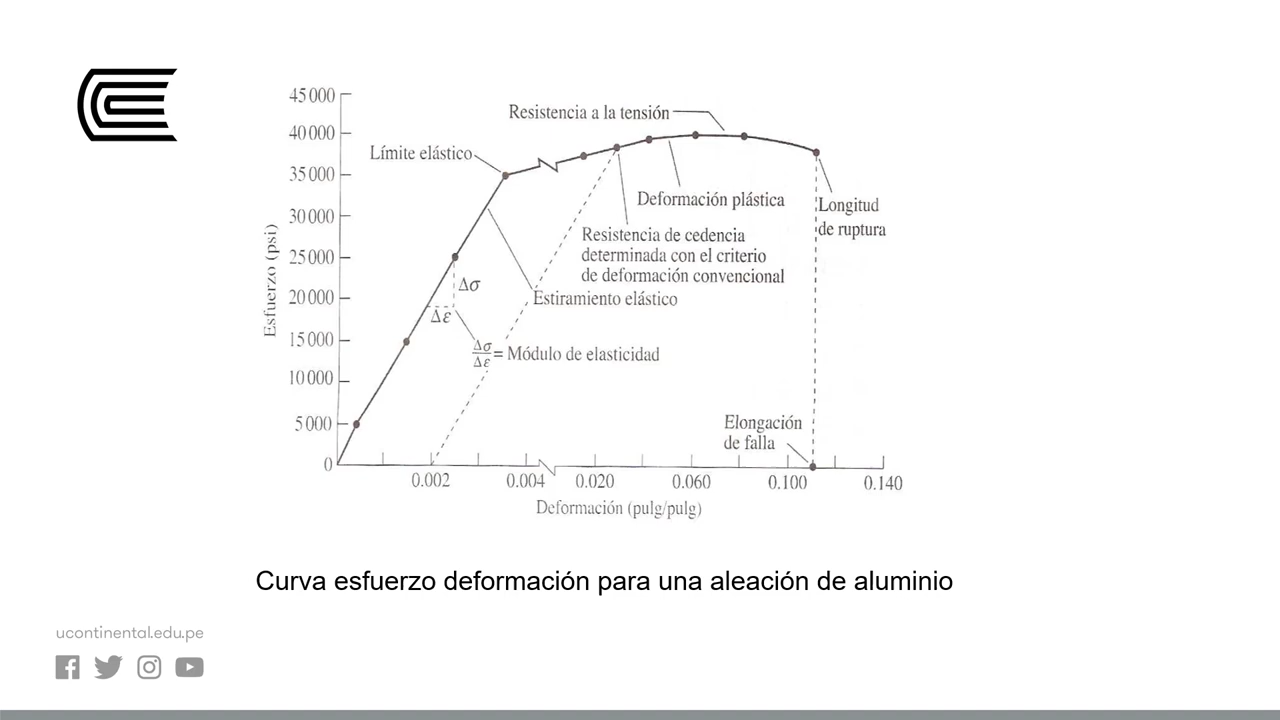 45 000
40 000
35 000
30 000
25 000
20 000
15 000
10 000
5 000
0
Esfuerzo (psi)
Resistencia a la tensión
Límite elástico
Deformación plástica
Longitud
de ruptura
Resistencia de cedencia
determinada con el criterio
de deformación convencional
Estiramiento elástico
Δσ
Δε
Δσ/Δε = Módulo de elasticidad
Elongación
de falla
0.002 0.004 0.020 0.060 0.100 0.140
Deformación (pulg/pulg)
Curva esfuerzo deformación para una aleación de aluminio
ucontinental.edu.pe